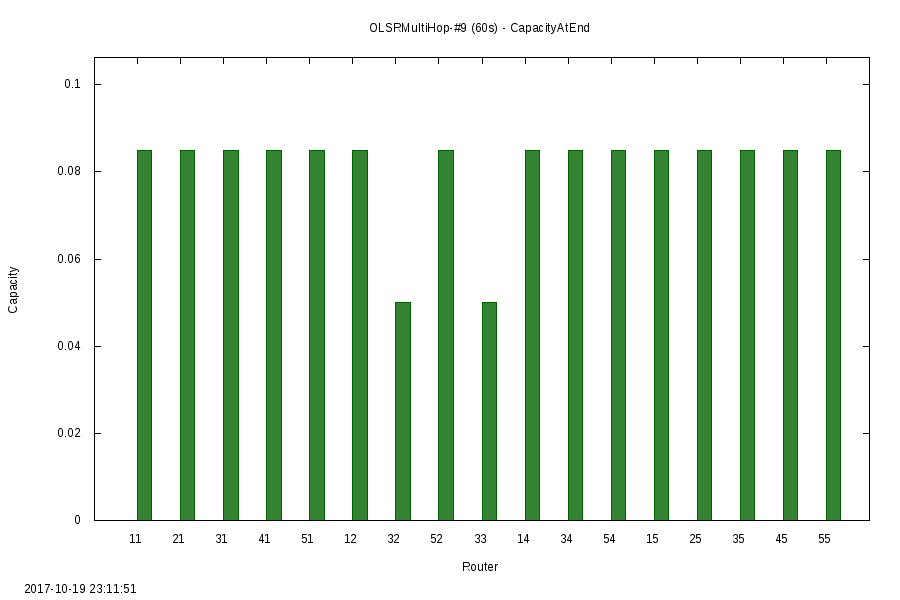 OLSRMultiHop-#9 (60s) - CapacityAtEnd
0.1
0.08
0.06
0.04
0.02
0
Capacity
11 21 31 41 51 12 32 52 33 14 34 54 15 25 35 45 55
Router
2017-10-19 23:11:51